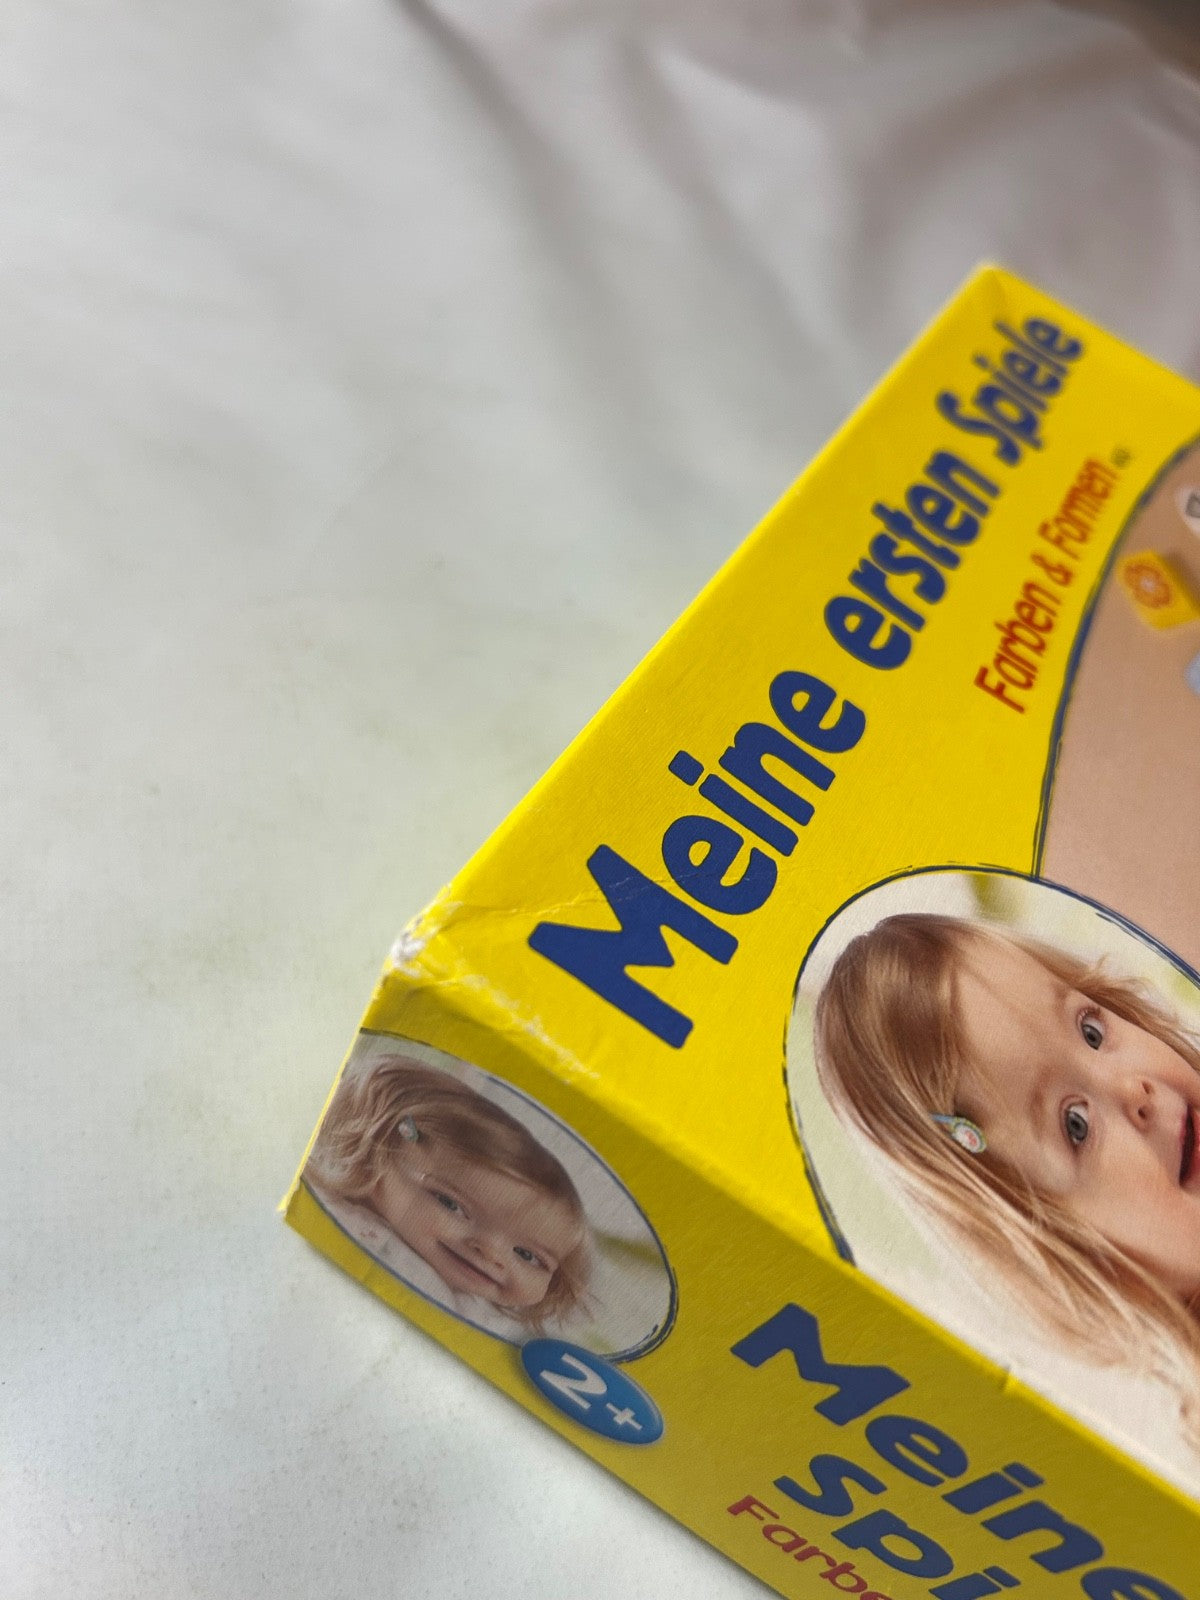 Meine ersten Spiele
Farben & Formen
2+
Meine
Spi
Farbe